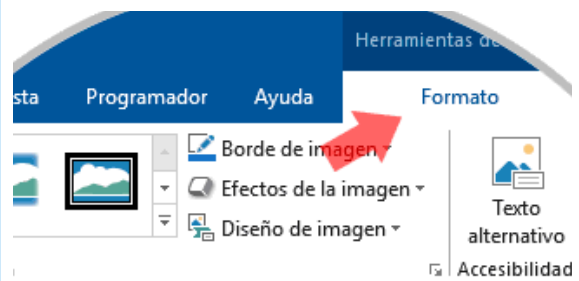 Herramientas de
sta Programador Ayuda Formato
Borde de imagen
Efectos de la imagen
Diseño de imagen
Texto
alternativo
Accesibilidad